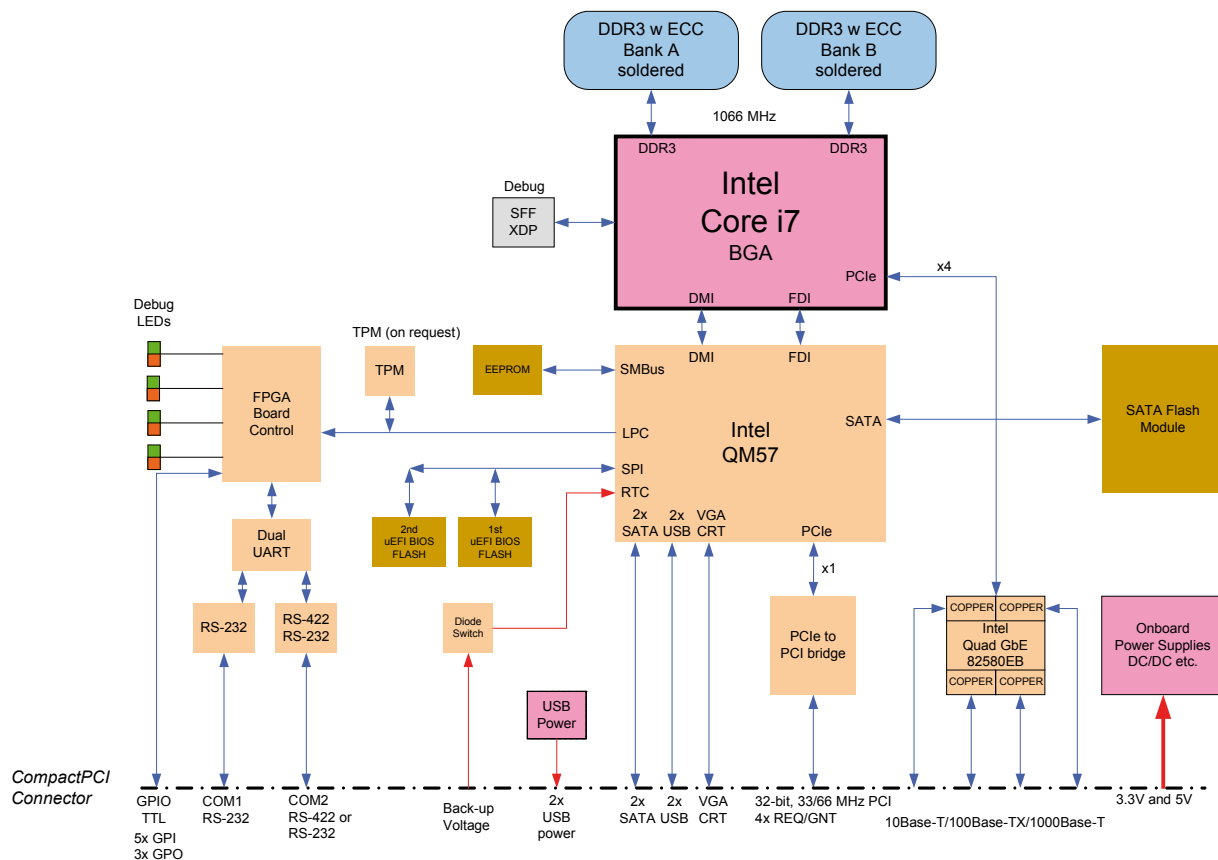 DDR3 w ECC
Bank A
soldered
DDR3 w ECC
Bank B
soldered
1066 MHz
DDR3
DDR3
Intel
Core i7
BGA
PCIe
DMI
FDI
Debug
SFF
XDP
x4
Debug
LEDs
FPGA
Board
Control
TPM (on request)
TPM
EEPROM
SMBus
DMI
FDI
LPC
SATA
Intel
QM57
SPI
RTC
2x
SATA
2x
USB
VGA
CRT
PCIe
SATA Flash
Module
2nd
uEFI BIOS
FLASH
1st
uEFI BIOS
FLASH
Dual
UART
x1
RS-232
RS-422
RS-232
Diode
Switch
PCIe to
PCI bridge
COPPER
COPPER
Intel
Quad GbE
82580EB
COPPER
COPPER
Onboard
Power Supplies
DC/DC etc.
USB
Power
CompactPCI
Connector
GPIO
TTL
5x GPI
3x GPO
COM1
RS-232
COM2
RS-422 or
RS-232
Back-up
Voltage
2x
USB
power
2x
SATA
2x
USB
VGA
CRT
32-bit, 33/66 MHz PCI
4x REQ/GNT
10Base-T/100Base-TX/1000Base-T
3.3V and 5V